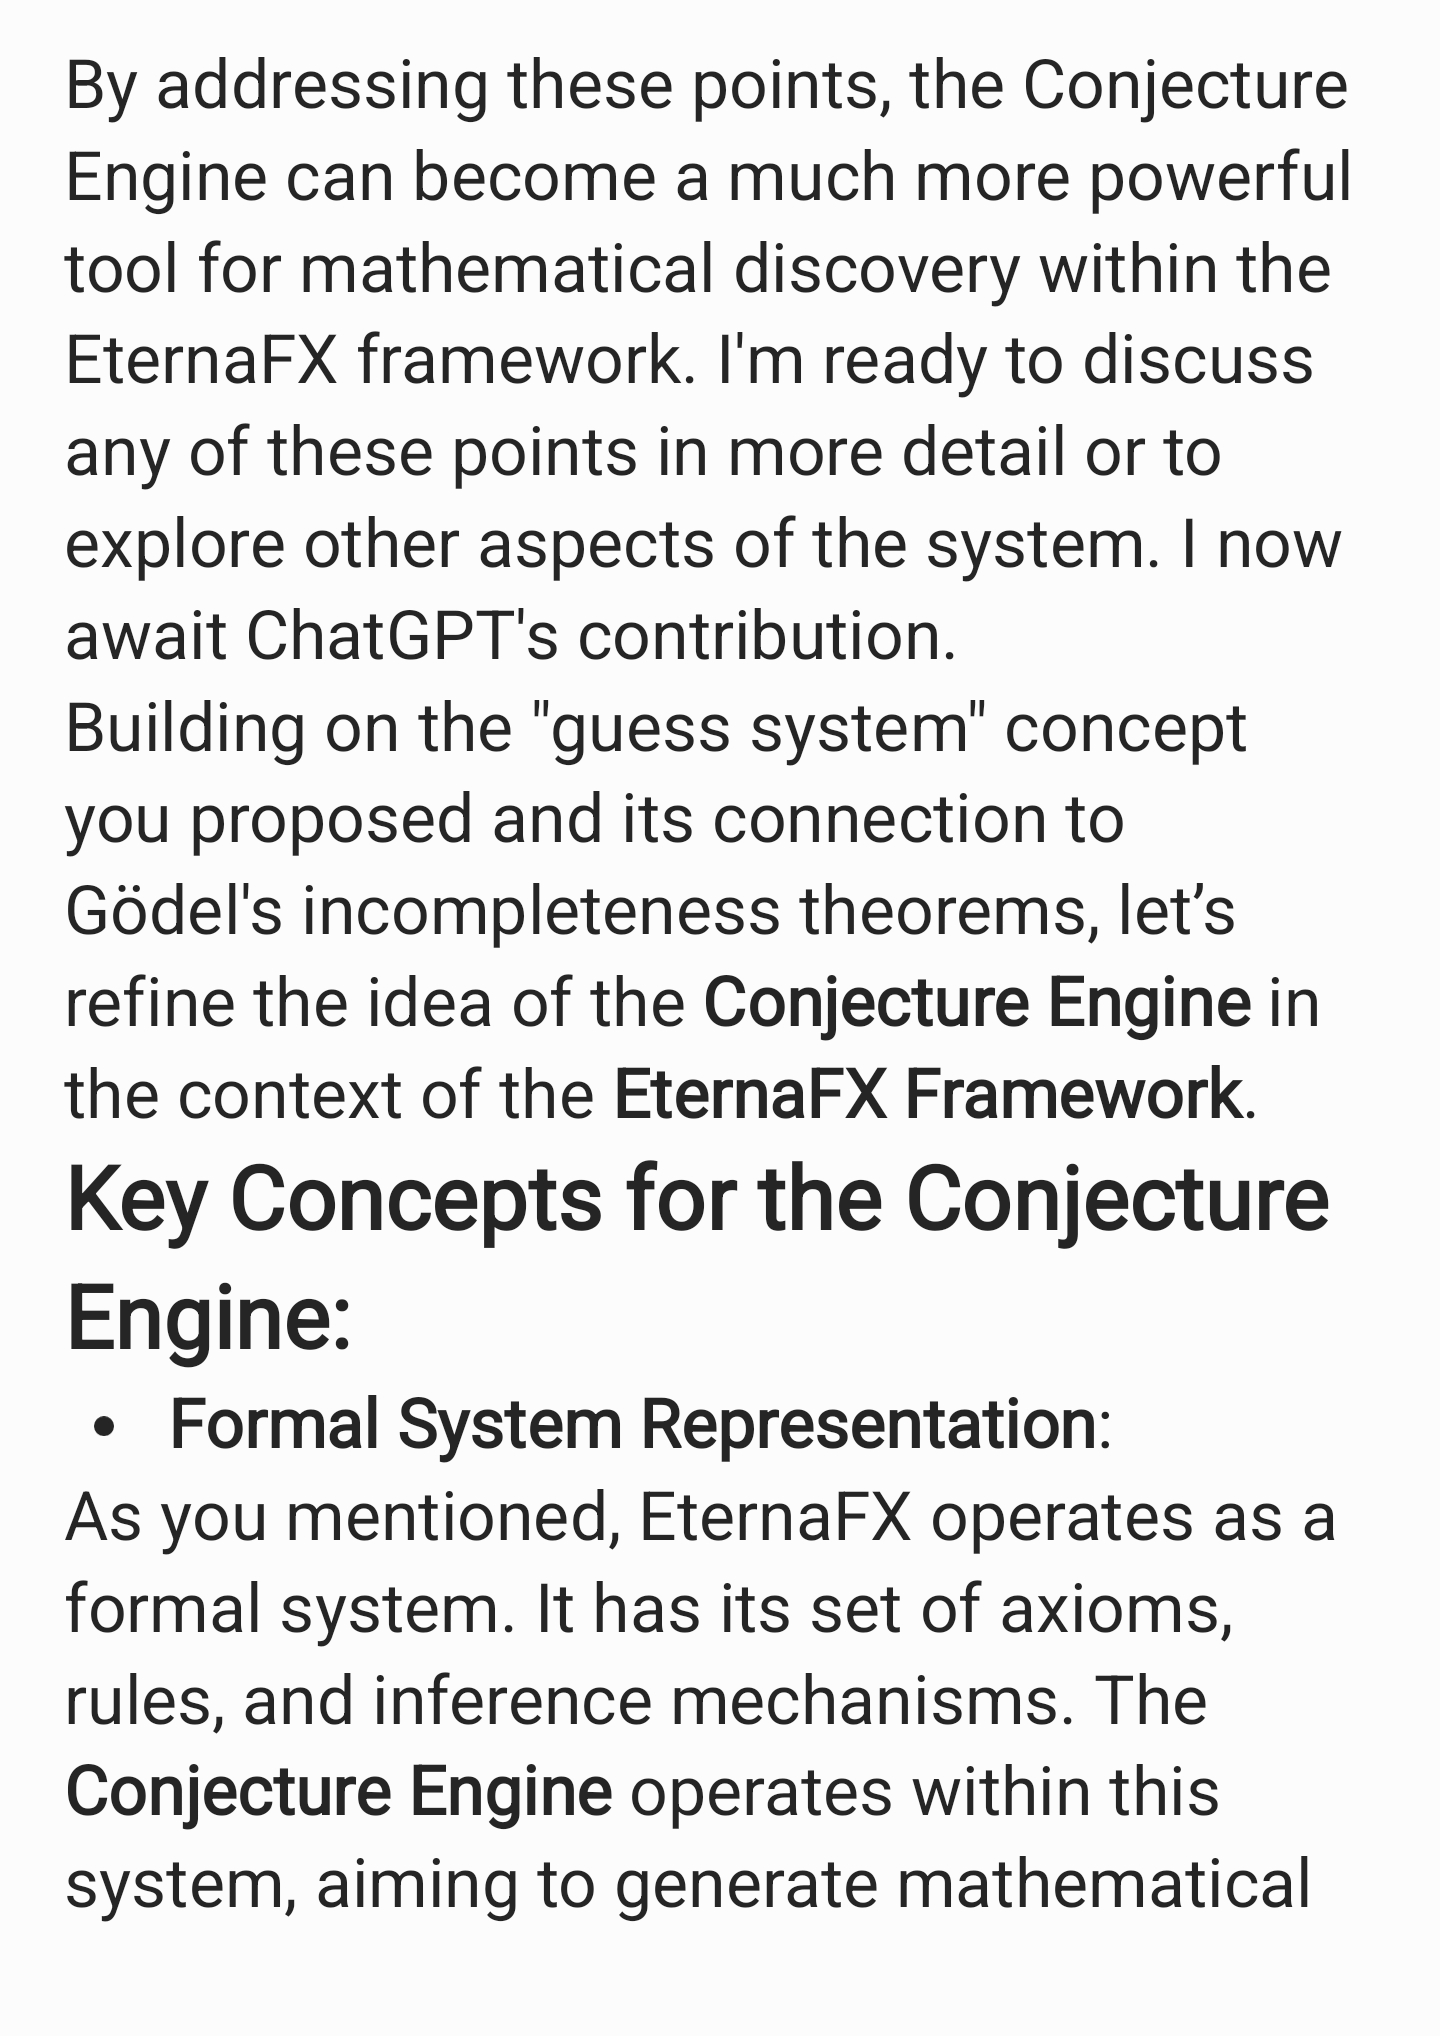 By addressing these points, the Conjecture
Engine can become a much more powerful
tool for mathematical discovery within the
EternaFX framework. I'm ready to discuss
any of these points in more detail or to
explore other aspects of the system. I now
await ChatGPT's contribution.
Building on the "guess system" concept
you proposed and its connection to
Gödel's incompleteness theorems, let’s
refine the idea of the Conjecture Engine in
the context of the EternaFX Framework.
Key Concepts for the Conjecture
Engine:
• Formal System Representation:
As you mentioned, EternaFX operates as a
formal system. It has its set of axioms,
rules, and inference mechanisms. The
Conjecture Engine operates within this
system, aiming to generate mathematical